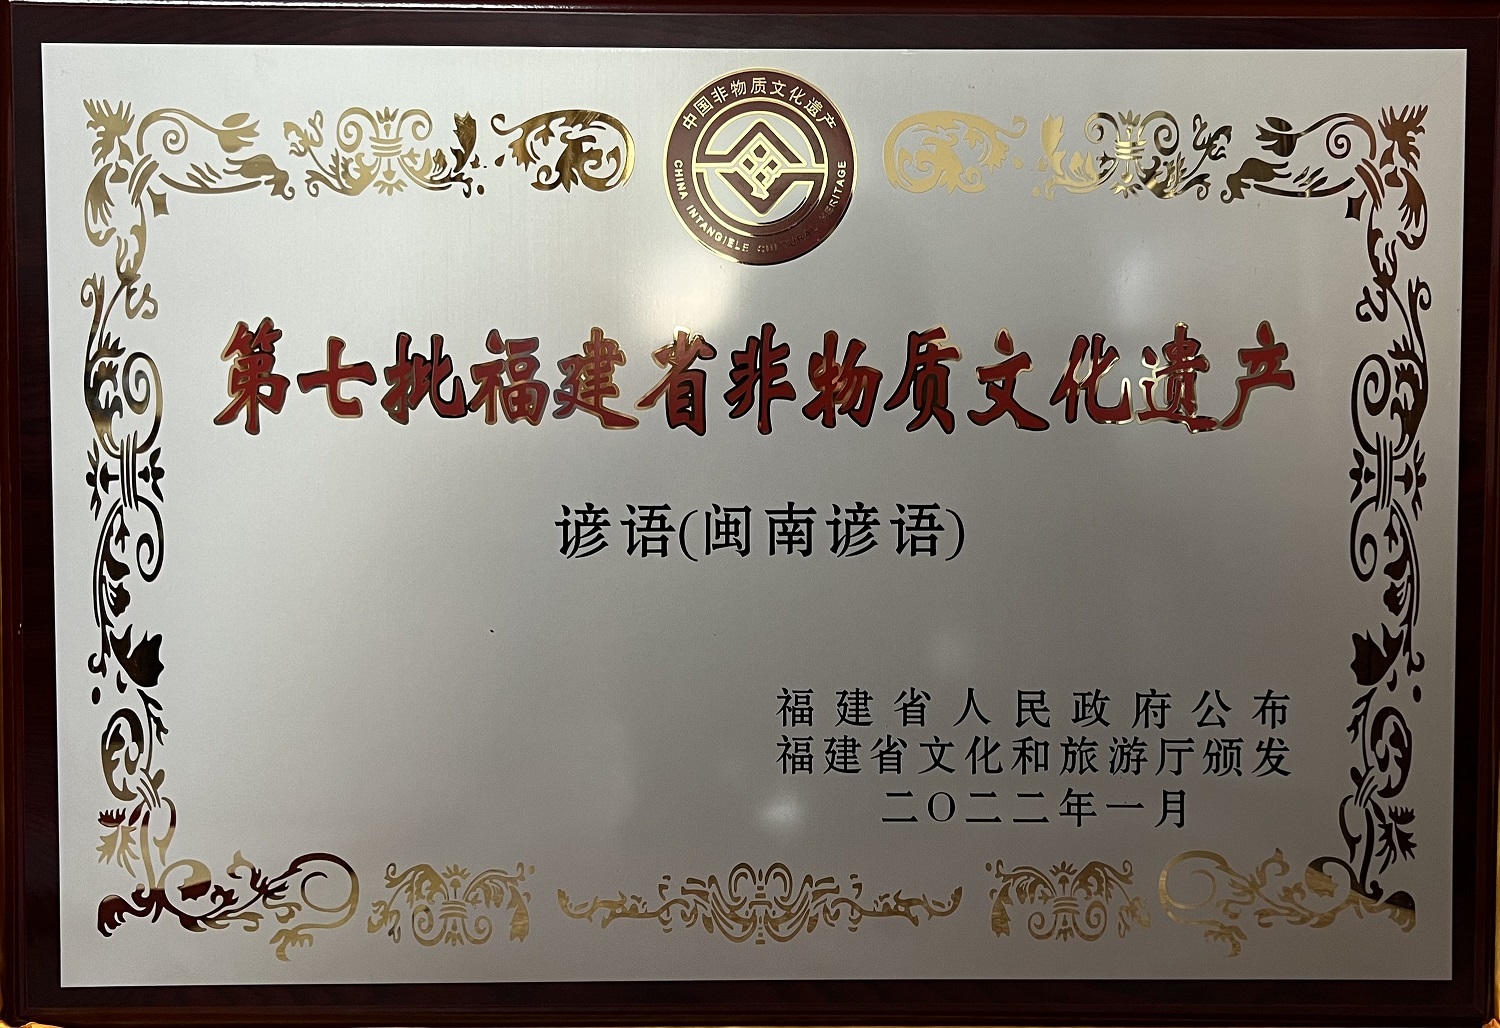 中国非物质文化遗产
CHINA INTANGIBLE CULTURAL HERITAGE
第七批福建省非物质文化遗产
谚语(闽南谚语)
福建省人民政府公布
福建省文化和旅游厅颁发
二〇二二年一月